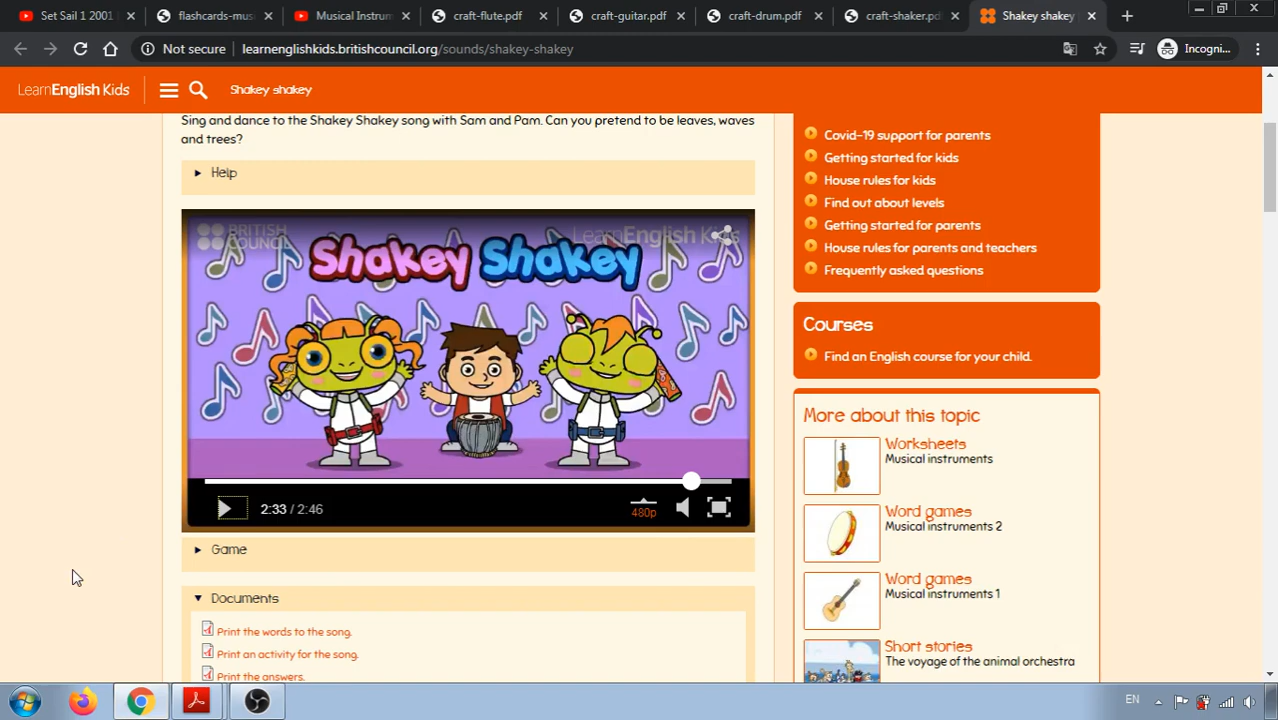 Set Sail 1 2001
flashcards-mus
Musical Instrum
craft-flute.pdf
craft-guitar.pdf
craft-drum.pdf
craft-shaker.pdf
Shakey shakey
Not secure
learnenglishkids.britishcouncil.org/sounds/shakey-shakey
Incogni...
LearnEnglish Kids
Shakey shakey
Sing and dance to the Shakey Shakey song with Sam and Pam. Can you pretend to be leaves, waves
and trees?
Help
BRITISH
COUNCIL
LearnEnglish Kids
Shakey Shakey
2:33 / 2:46
480p
Game
Documents
Print the words to the song.
Print an activity for the song.
Print the answers.
Covid-19 support for parents
Getting started for kids
House rules for kids
Find out about levels
Getting started for parents
House rules for parents and teachers
Frequently asked questions
Courses
Find an English course for your child.
More about this topic
Worksheets
Musical instruments
Word games
Musical instruments 2
Word games
Musical instruments 1
Short stories
The voyage of the animal orchestra
EN